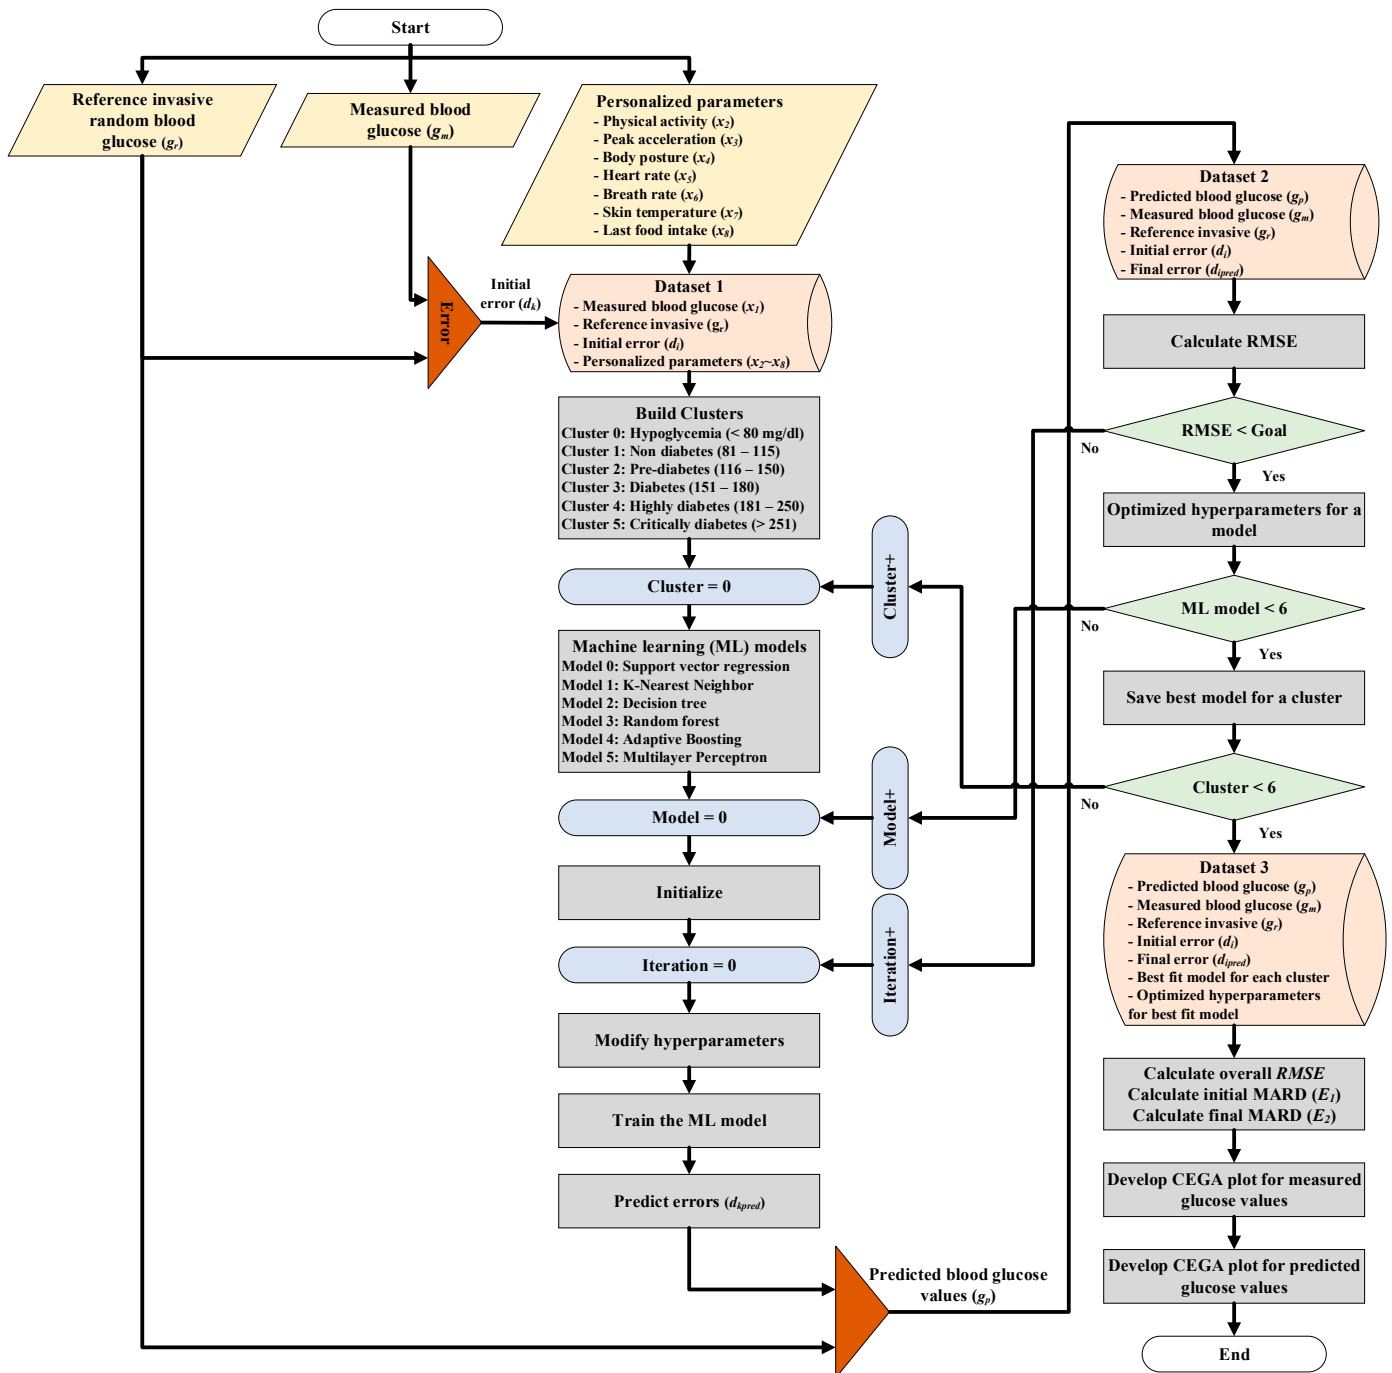 Start
Reference invasive
random blood
glucose (gr)
Measured blood
glucose (gm)
Personalized parameters
- Physical activity (x2)
- Peak acceleration (x3)
- Body posture (x4)
- Heart rate (x5)
- Breath rate (x6)
- Skin temperature (x7)
- Last food intake (x8)
Error
Initial
error (dk)
Dataset 1
- Measured blood glucose (x1)
- Reference invasive (gr)
- Initial error (di)
- Personalized parameters (x2~x8)
Build Clusters
Cluster 0: Hypoglycemia (< 80 mg/dl)
Cluster 1: Non diabetes (81 – 115)
Cluster 2: Pre-diabetes (116 – 150)
Cluster 3: Diabetes (151 – 180)
Cluster 4: Highly diabetes (181 – 250)
Cluster 5: Critically diabetes (> 251)
Cluster = 0
Cluster+
Machine learning (ML) models
Model 0: Support vector regression
Model 1: K-Nearest Neighbor
Model 2: Decision tree
Model 3: Random forest
Model 4: Adaptive Boosting
Model 5: Multilayer Perceptron
Model = 0
Model+
Initialize
Iteration = 0
Iteration+
Modify hyperparameters
Train the ML model
Predict errors (dkpred)
Predicted blood glucose
values (gp)
Dataset 2
- Predicted blood glucose (gp)
- Measured blood glucose (gm)
- Reference invasive (gr)
- Initial error (di)
- Final error (dipred)
Calculate RMSE
RMSE < Goal
No
Yes
Optimized hyperparameters for a
model
ML model < 6
No
Yes
Save best model for a cluster
Cluster < 6
No
Yes
Dataset 3
- Predicted blood glucose (gp)
- Measured blood glucose (gm)
- Reference invasive (gr)
- Initial error (di)
- Final error (dipred)
- Best fit model for each cluster
- Optimized hyperparameters
for best fit model
Calculate overall RMSE
Calculate initial MARD (E1)
Calculate final MARD (E2)
Develop CEGA plot for measured
glucose values
Develop CEGA plot for predicted
glucose values
End